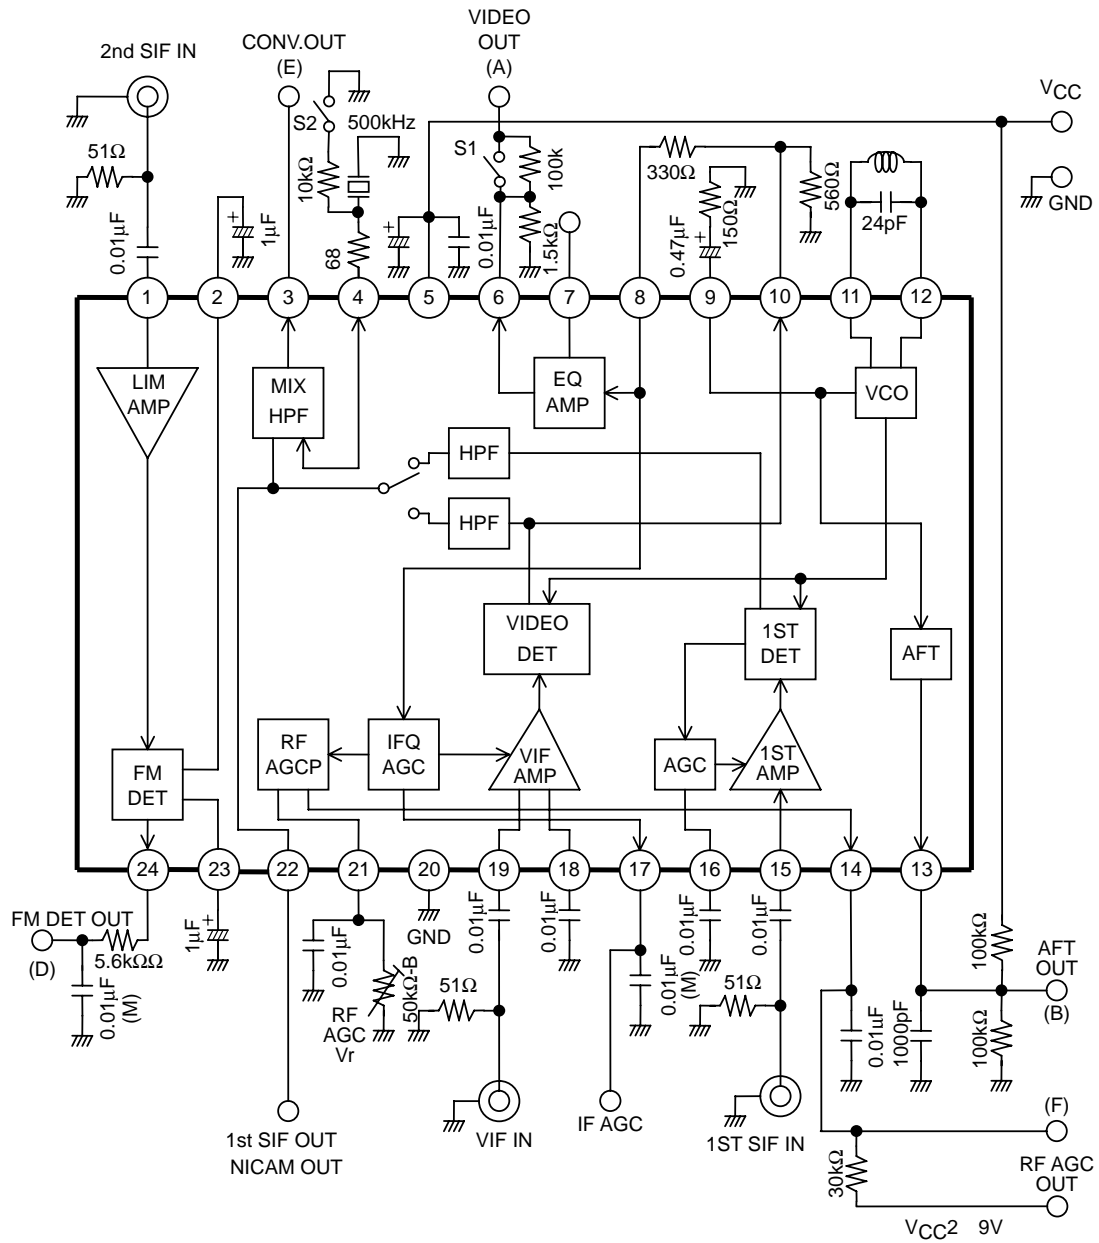 VIDEO
OUT
(A)
2nd SIF IN
CONV.OUT
(E)
VCC
S2
500kHz
S1
51Ω
10kΩ
100k
330Ω
560Ω
24pF
GND
0.01µF
1µF
68
0.01µF
1.5kΩ
0.47µF
150Ω
1
2
3
4
5
6
7
8
9
10
11
12
LIM
AMP
MIX
HPF
EQ
AMP
VCO
HPF
HPF
VIDEO
DET
1ST
DET
AFT
RF
AGCP
IFQ
AGC
VIF
AMP
AGC
1ST
AMP
FM
DET
24
23
22
21
20
19
18
17
16
15
14
13
FM DET OUT
(D)
5.6kΩΩ
0.01µF
(M)
1µF
0.01µF
50kΩ-B
RF
AGC
Vr
GND
0.01µF
0.01µF
51Ω
0.01µF
(M)
0.01µF
0.01µF
51Ω
0.01uF
1000pF
100kΩ
100kΩ
AFT
OUT
(B)
1st SIF OUT
NICAM OUT
VIF IN
IF AGC
1ST SIF IN
(F)
30kΩ
RF AGC
OUT
VCC2 9V